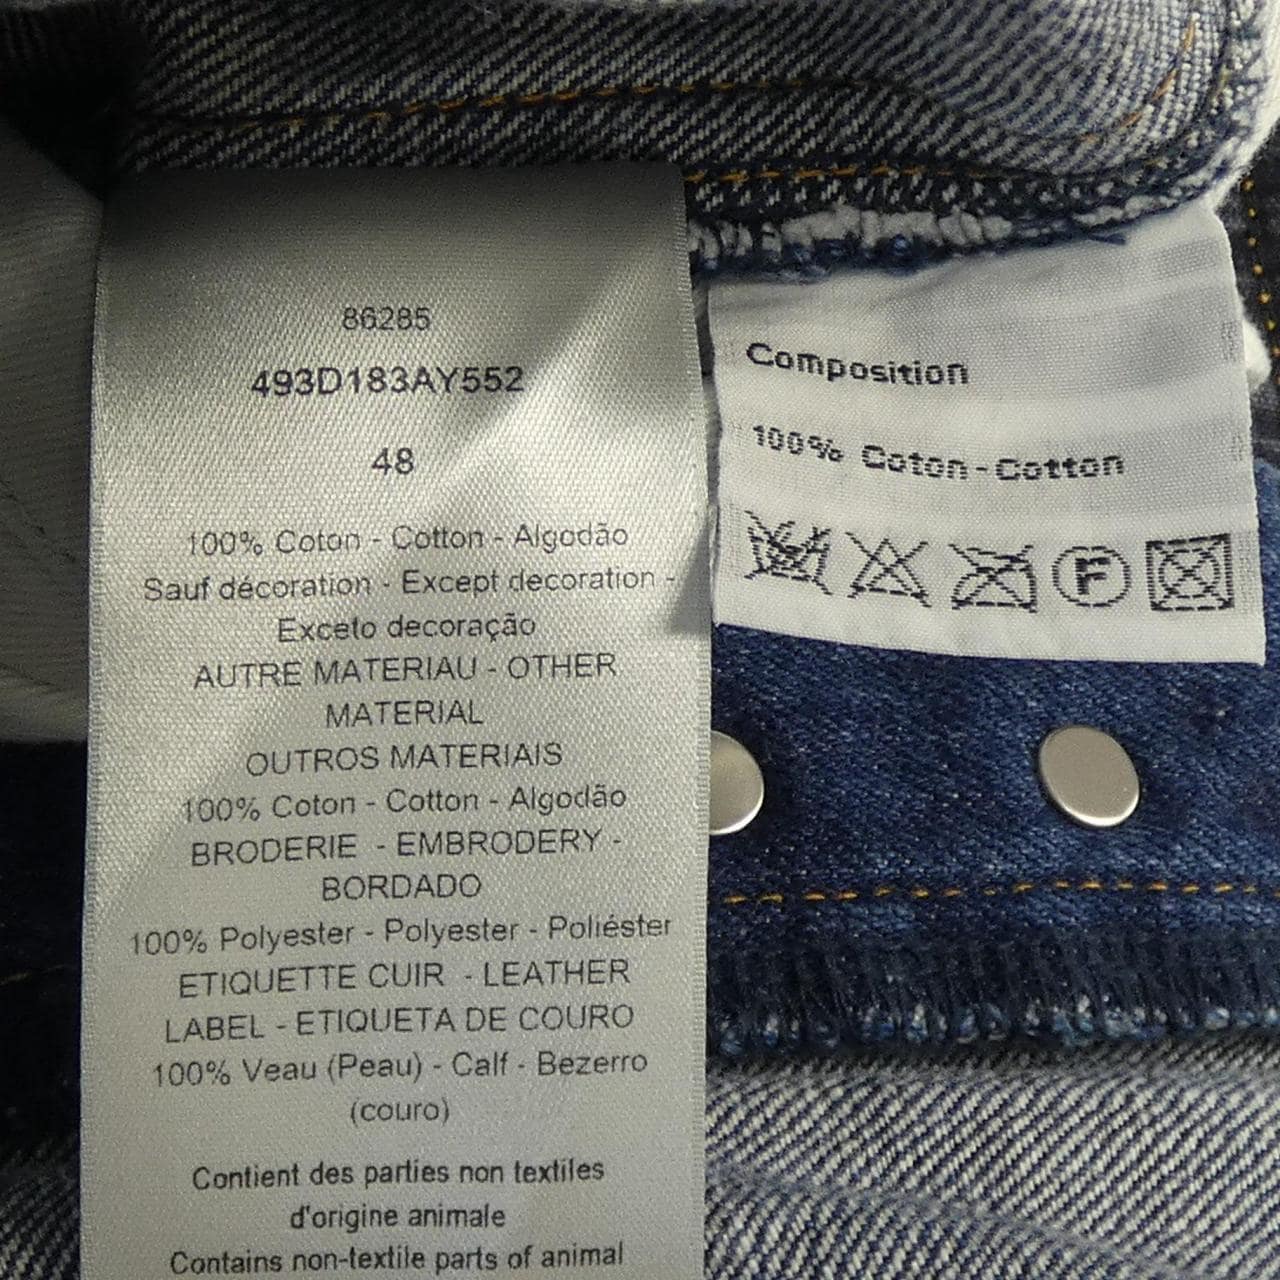 86285
493D183AY552
48
100% Coton - Cotton - Algodão
Sauf décoration - Except decoration -
Exceto decoração
AUTRE MATERIAU - OTHER
MATERIAL
OUTROS MATERIAIS
100% Coton - Cotton - Algodão
BRODERIE - EMBRODERY -
BORDADO
100% Polyester - Polyester - Poliéster
ETIQUETTE CUIR - LEATHER
LABEL - ETIQUETA DE COURO
100% Veau (Peau) - Calf - Bezerro
(couro)
Contient des parties non textiles
d'origine animale
Contains non-textile parts of animal
Composition
100% Coton - Cotton
F